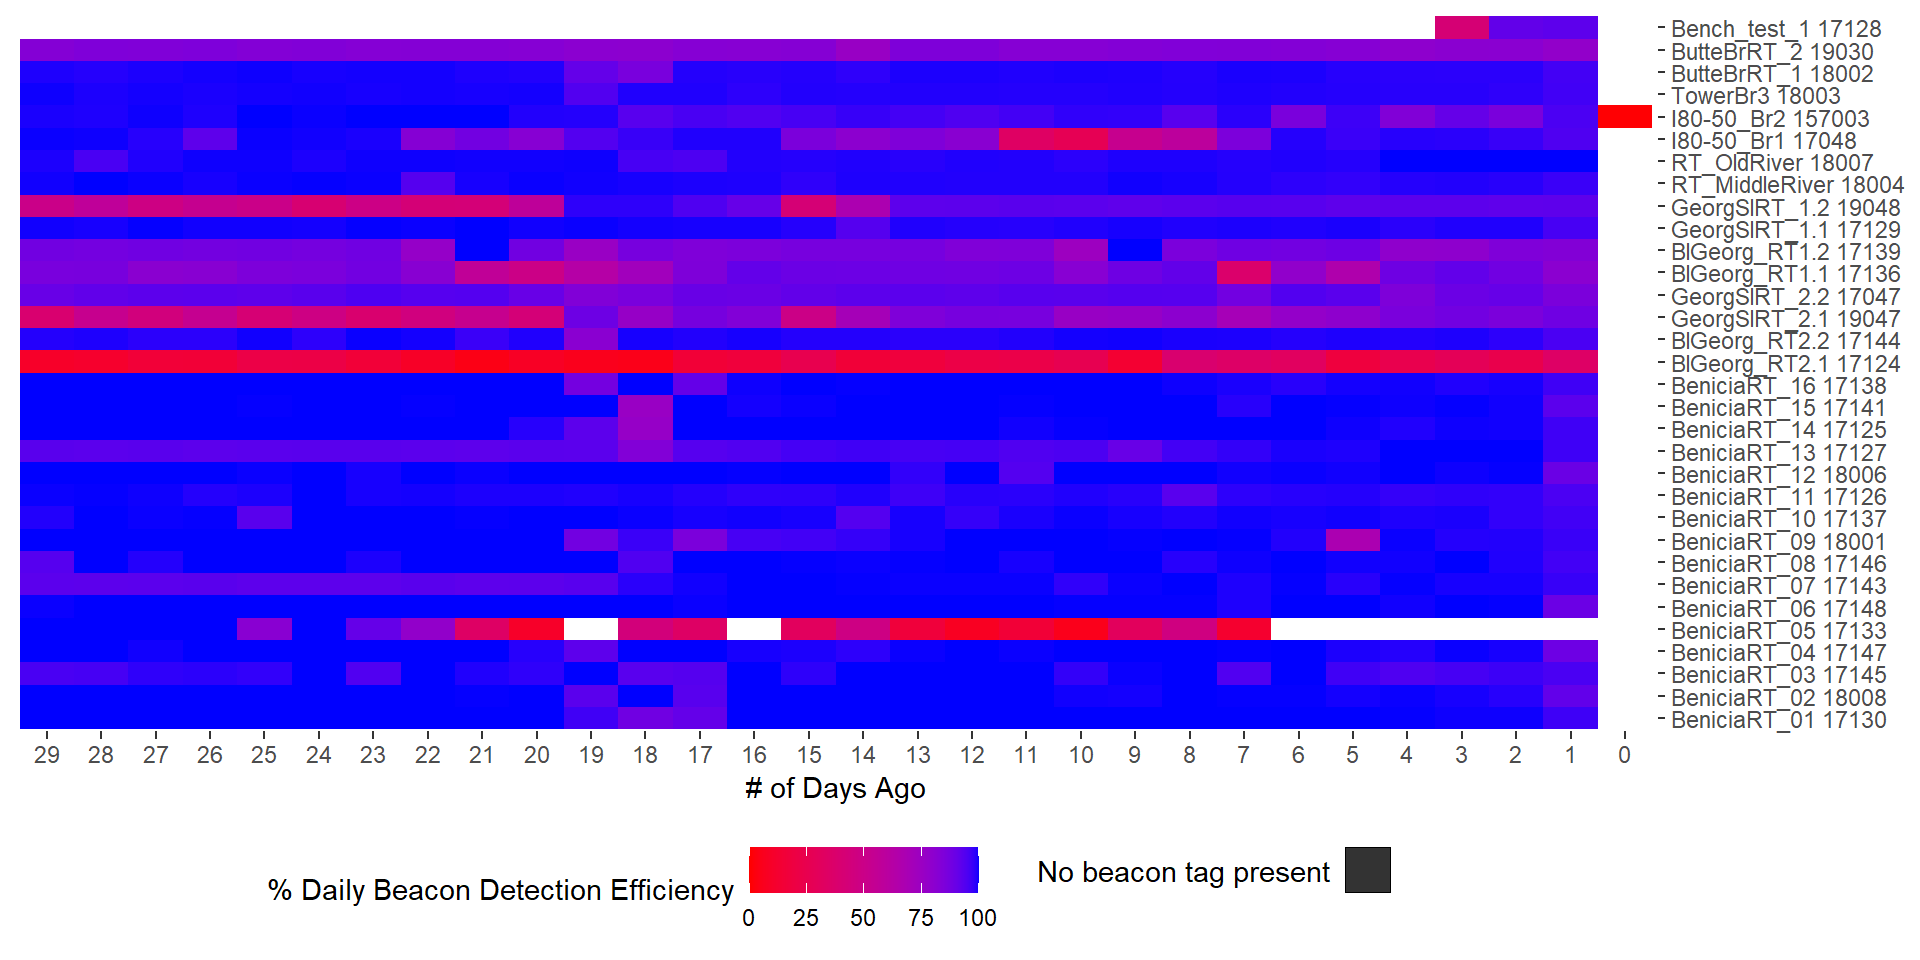 Bench_test_1 17128
ButteBrRT_2 19030
ButteBrRT_1 18002
TowerBr3 18003
I80-50_Br2 157003
I80-50_Br1 17048
RT_OldRiver 18007
RT_MiddleRiver 18004
GeorgSlRT_1.2 19048
GeorgSlRT_1.1 17129
BlGeorg_RT1.2 17139
BlGeorg_RT1.1 17136
GeorgSlRT_2.2 17047
GeorgSlRT_2.1 19047
BlGeorg_RT2.2 17144
BlGeorg_RT2.1 17124
BeniciaRT_16 17138
BeniciaRT_15 17141
BeniciaRT_14 17125
BeniciaRT_13 17127
BeniciaRT_12 18006
BeniciaRT_11 17126
BeniciaRT_10 17137
BeniciaRT_09 18001
BeniciaRT_08 17146
BeniciaRT_07 17143
BeniciaRT_06 17148
BeniciaRT_05 17133
BeniciaRT_04 17147
BeniciaRT_03 17145
BeniciaRT_02 18008
BeniciaRT_01 17130
29 28 27 26 25 24 23 22 21 20 19 18 17 16 15 14 13 12 11 10 9 8 7 6 5 4 3 2 1 0
# of Days Ago
% Daily Beacon Detection Efficiency
0 25 50 75 100
No beacon tag present